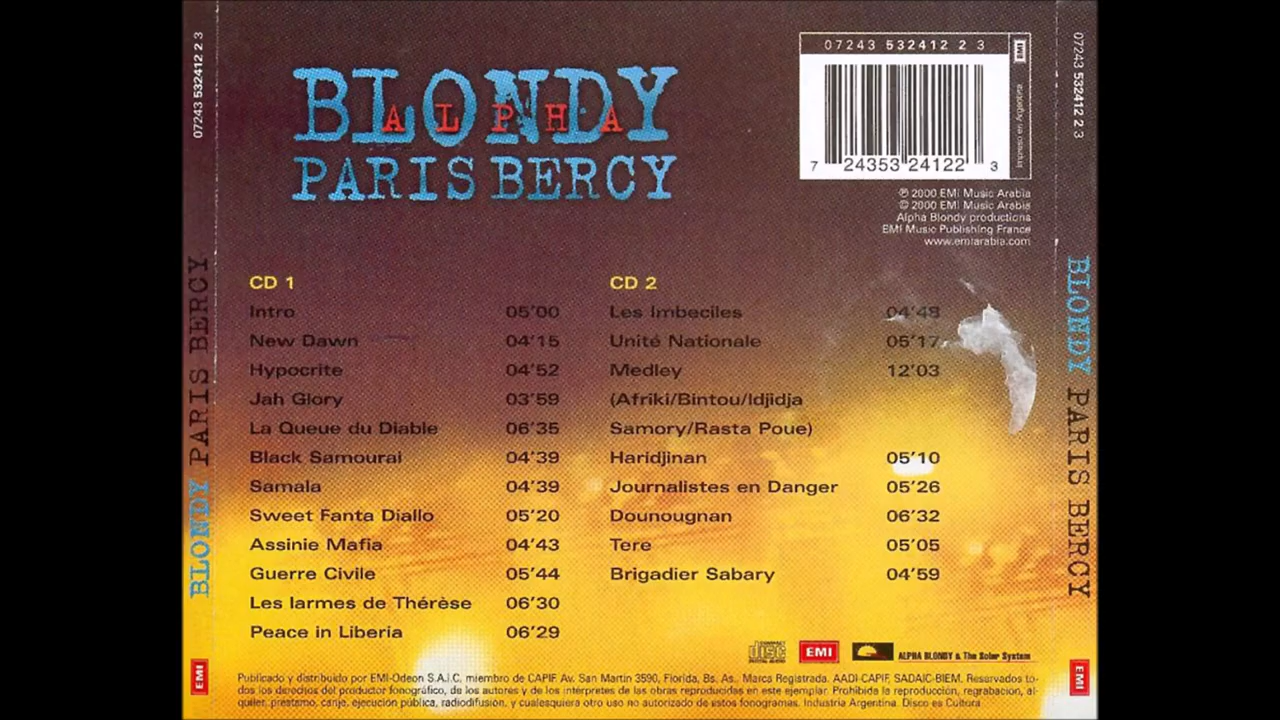 07243 532412 2 3
BLONDY
ALPHA
PARIS BERCY
07243 532412 2 3
EMI
impreso en argentina
7 24353 24122 3
℗ 2000 EMI Music Arabia
© 2000 EMI Music Arabia
Alpha Blondy productions
EMI Music Publishing France
www.emiarabia.com
07243 532412 2 3
BLONDY PARIS BERCY
CD 1
Intro 05'00
New Dawn 04'15
Hypocrite 04'52
Jah Glory 03'59
La Queue du Diable 06'35
Black Samourai 04'39
Samala 04'39
Sweet Fanta Diallo 05'20
Assinie Mafia 04'43
Guerre Civile 05'44
Les larmes de Thérèse 06'30
Peace in Liberia 06'29
CD 2
Les Imbeciles 04'48
Unité Nationale 05'17
Medley 12'03
(Afriki/Bintou/Idjidja
Samory/Rasta Poue)
Haridjinan 05'10
Journalistes en Danger 05'26
Dounougnan 06'32
Tere 05'05
Brigadier Sabary 04'59
BLONDY PARIS BERCY
EMI
COMPACT
disc
DIGITAL AUDIO
EMI
ALPHA BLONDY & The Solar System
EMI
Publicado y distribuido por EMI-Odeon S.A.I.C. miembro de CAPIF Av. San Martín 3590, Florida, Bs. As., Marca Registrada. AADI-CAPIF, SADAIC-BIEM. Reservados to-
dos los derechos del productor fonográfico, de los autores y de los intérpretes de las obras reproducidas en este ejemplar. Prohibida la reproducción, regrabación, al-
quiler, préstamo, canje, ejecución pública, radiodifusión, y cualesquiera otro uso no autorizado de estos fonogramas. Industria Argentina. Disco es Cultura.